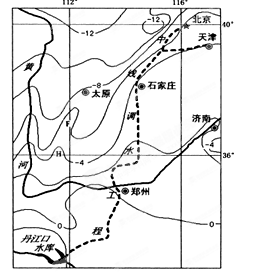 112°
116°
北京
40°
-12
-12
中
天津
黄
线
-8
太原
石家庄
F
调
济南
H
-4
水
-4
36°
河
工
郑州
0
0
丹江口
水库
程